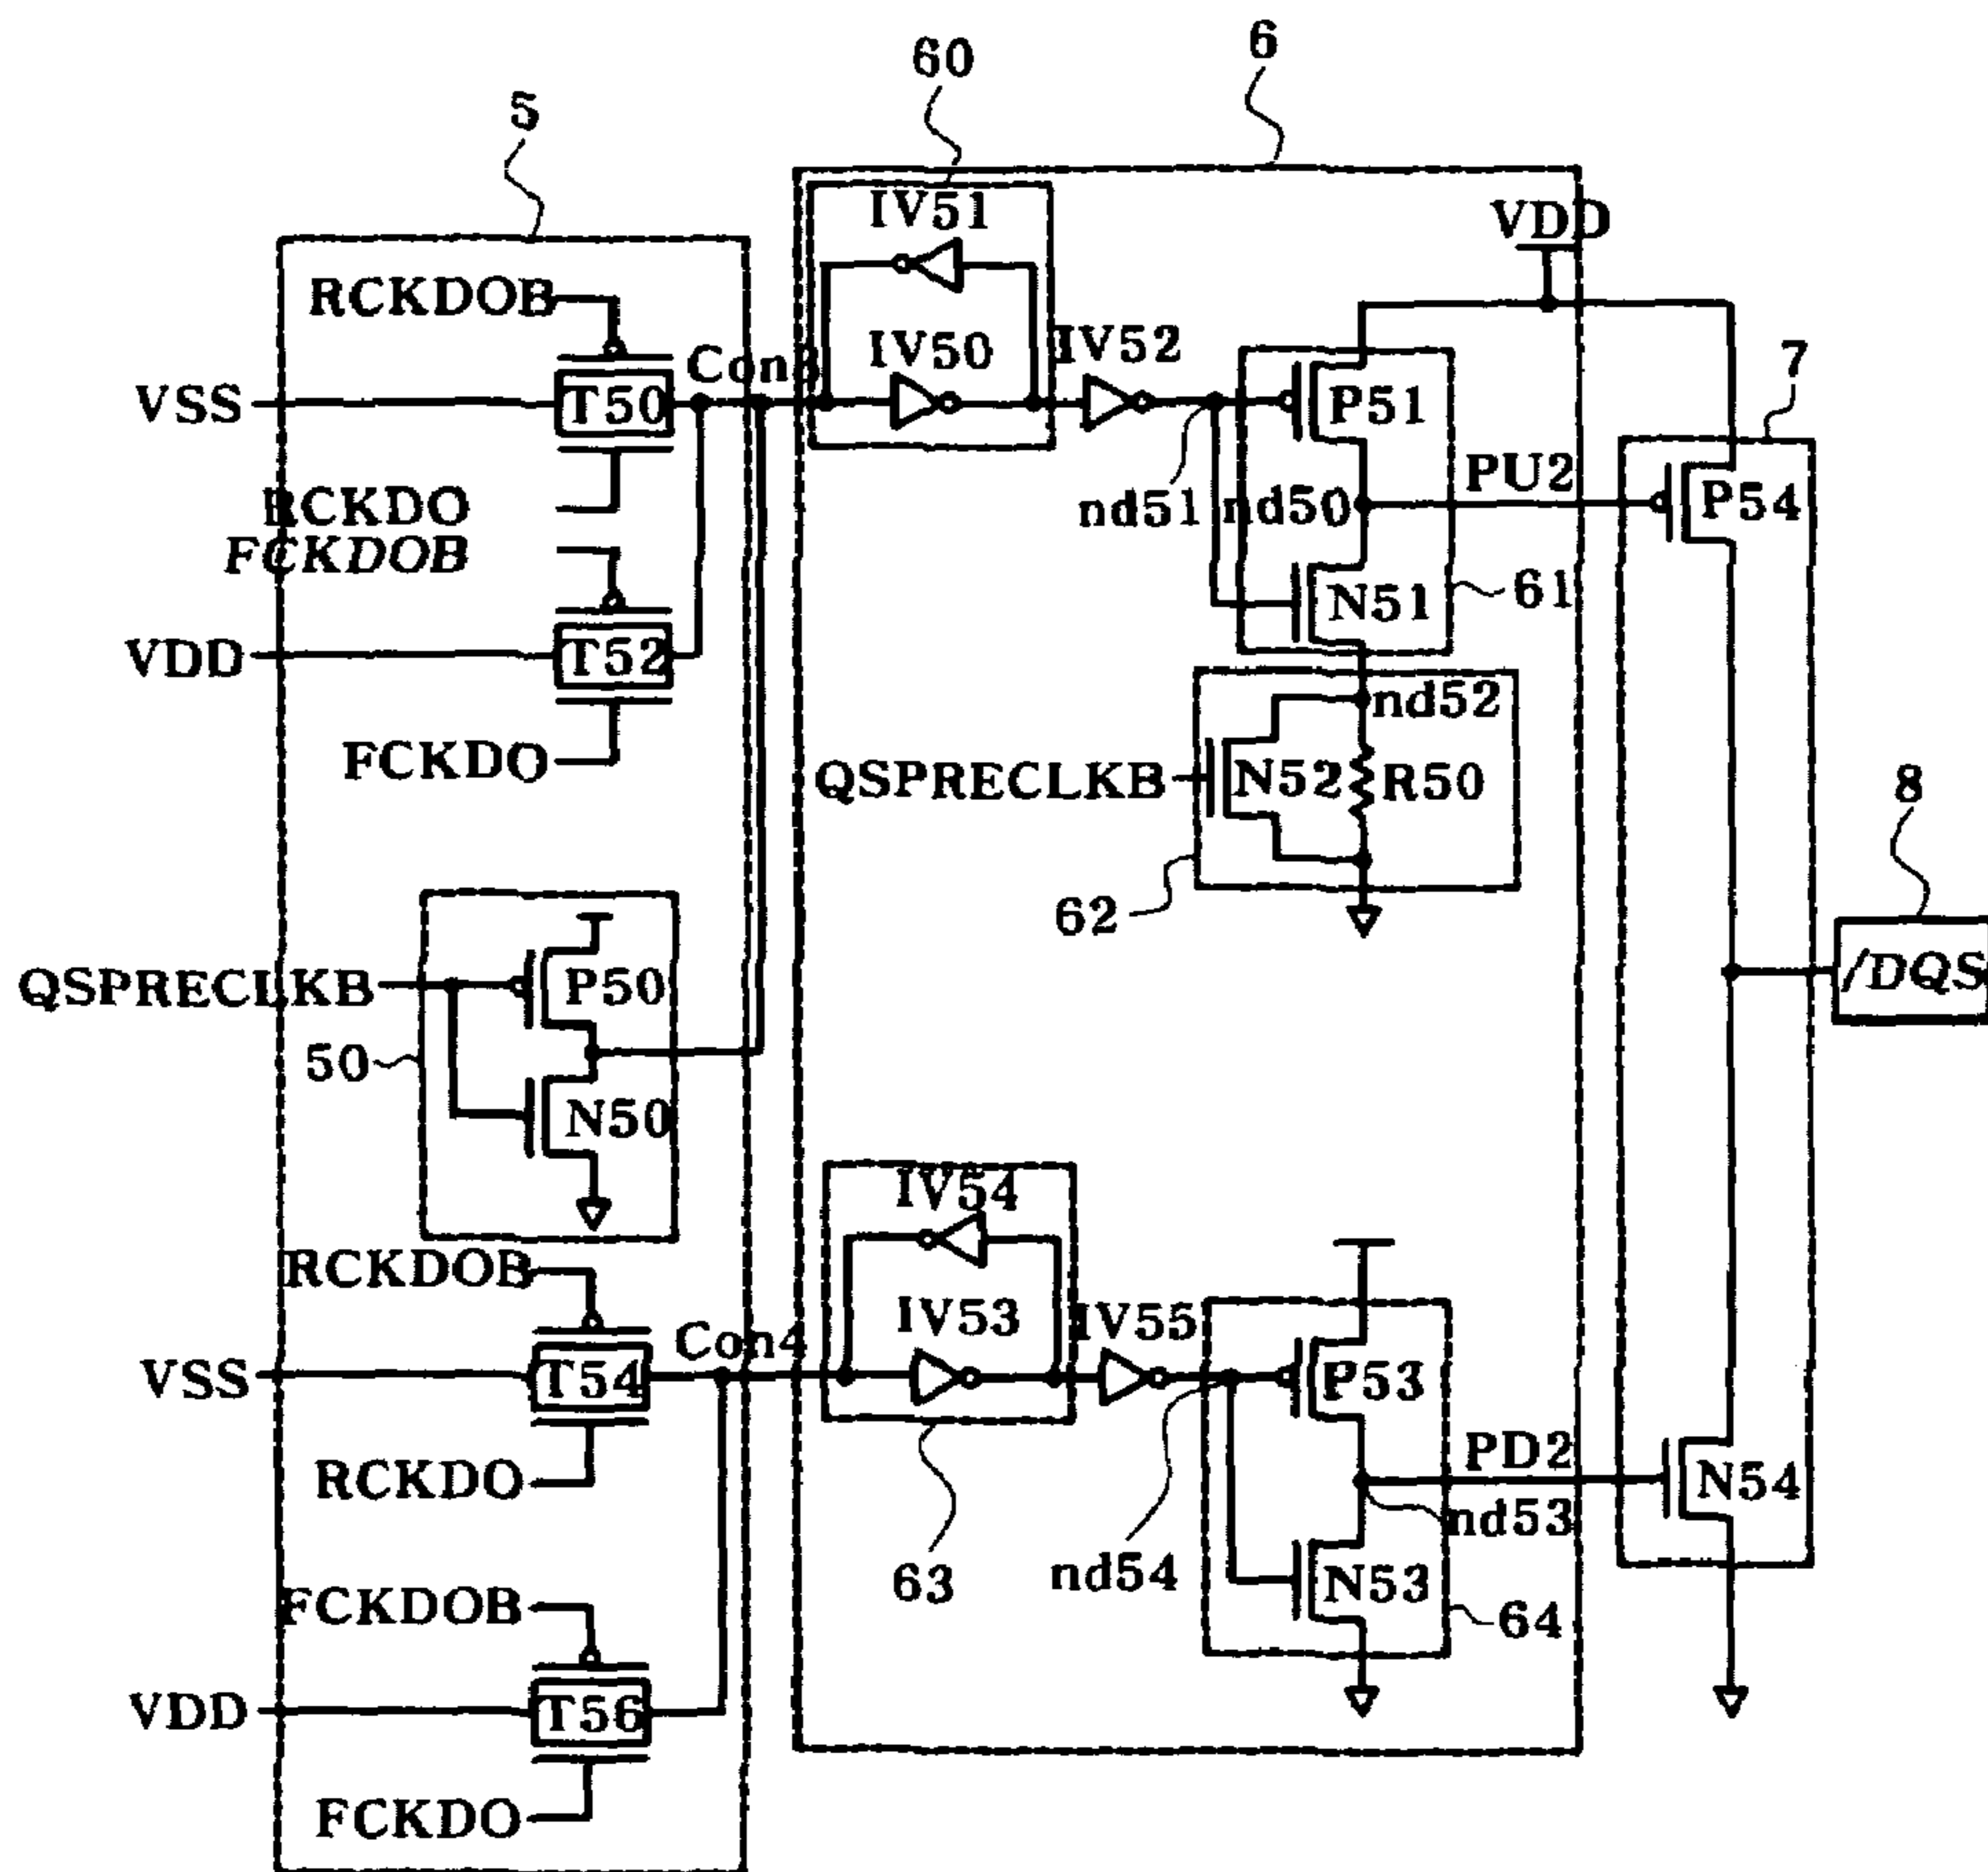 6
60
5
IV51
VDD
RCKDOB
IV50
IV52
Con3
7
VSS
T50
P51
PU2
P54
RCKDO
nd51
nd50
FCKDOB
N51
61
VDD
T52
nd52
FCKDO
QSPRECLKB
N52
R50
8
62
/DQS
QSPRECLKB
P50
50
N50
IV54
RCKDOB
IV53
IV55
Con4
VSS
T54
P53
PD2
RCKDO
N54
nd53
63
nd54
N53
FCKDOB
64
VDD
T56
FCKDO